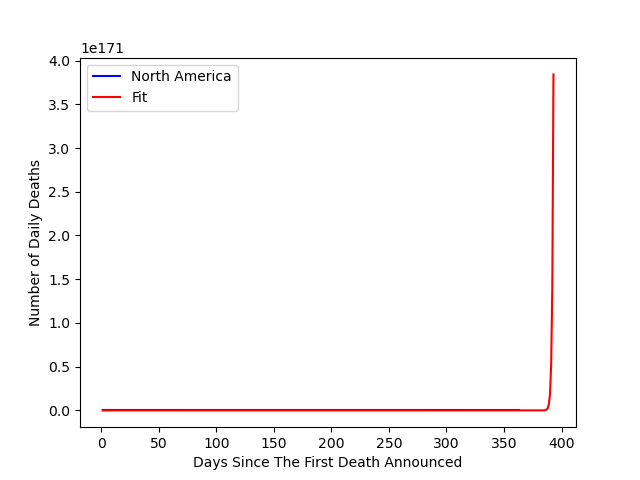 1e171
4.0
3.5
3.0
2.5
2.0
1.5
1.0
0.5
0.0
Number of Daily Deaths
North America
Fit
0 50 100 150 200 250 300 350 400
Days Since The First Death Announced